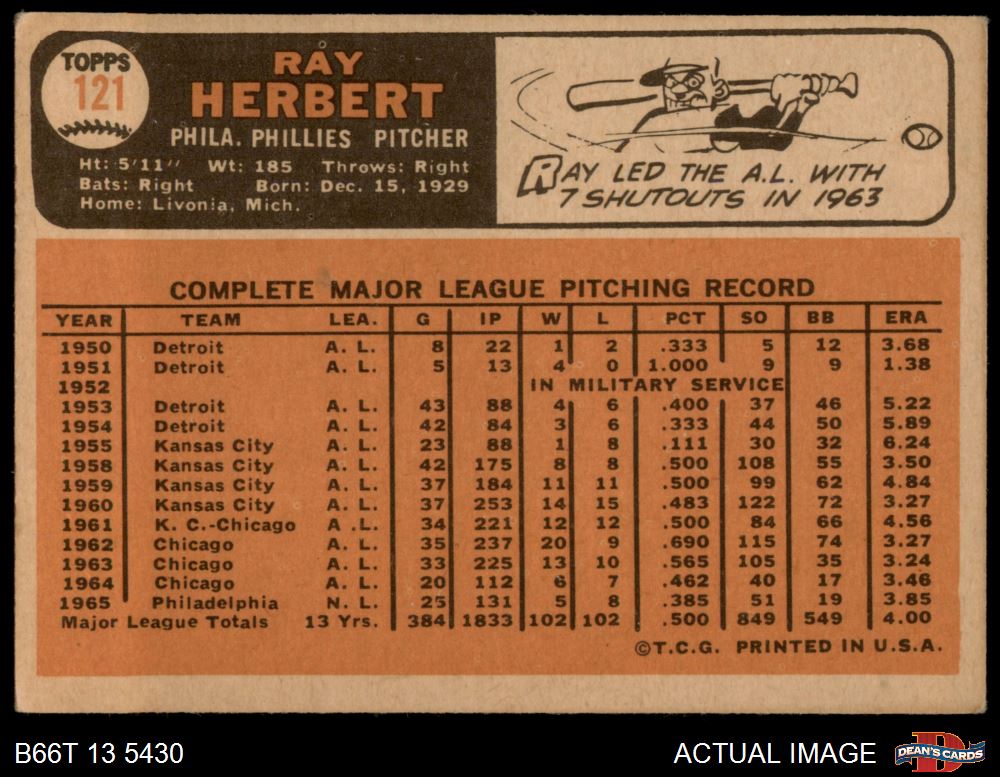 TOPPS
121
RAY
HERBERT
PHILA. PHILLIES PITCHER
Ht: 5'11" Wt: 185 Throws: Right
Bats: Right Born: Dec. 15, 1929
Home: Livonia, Mich.
RAY LED THE A.L. WITH
7 SHUTOUTS IN 1963
COMPLETE MAJOR LEAGUE PITCHING RECORD
YEAR TEAM LEA. G IP W L PCT SO BB ERA
1950 Detroit A. L. 8 22 1 2 .333 5 12 3.68
1951 Detroit A. L. 5 13 4 0 1.000 9 9 1.38
1952 IN MILITARY SERVICE
1953 Detroit A. L. 43 88 4 6 .400 37 46 5.22
1954 Detroit A. L. 42 84 3 6 .333 44 50 5.89
1955 Kansas City A. L. 23 88 1 8 .111 30 32 6.24
1958 Kansas City A. L. 42 175 8 8 .500 108 55 3.50
1959 Kansas City A. L. 37 184 11 11 .500 99 62 4.84
1960 Kansas City A. L. 37 253 14 15 .483 122 72 3.27
1961 K. C.-Chicago A .L. 34 221 12 12 .500 84 66 4.56
1962 Chicago A. L. 35 237 20 9 .690 115 74 3.27
1963 Chicago A. L. 33 225 13 10 .565 105 35 3.24
1964 Chicago A. L. 20 112 6 7 .462 40 17 3.46
1965 Philadelphia N. L. 25 131 5 8 .385 51 19 3.85
Major League Totals 13 Yrs. 384 1833 102 102 .500 849 549 4.00
©T.C.G. PRINTED IN U.S.A.
B66T 13 5430
ACTUAL IMAGE
DEAN'S CARDS